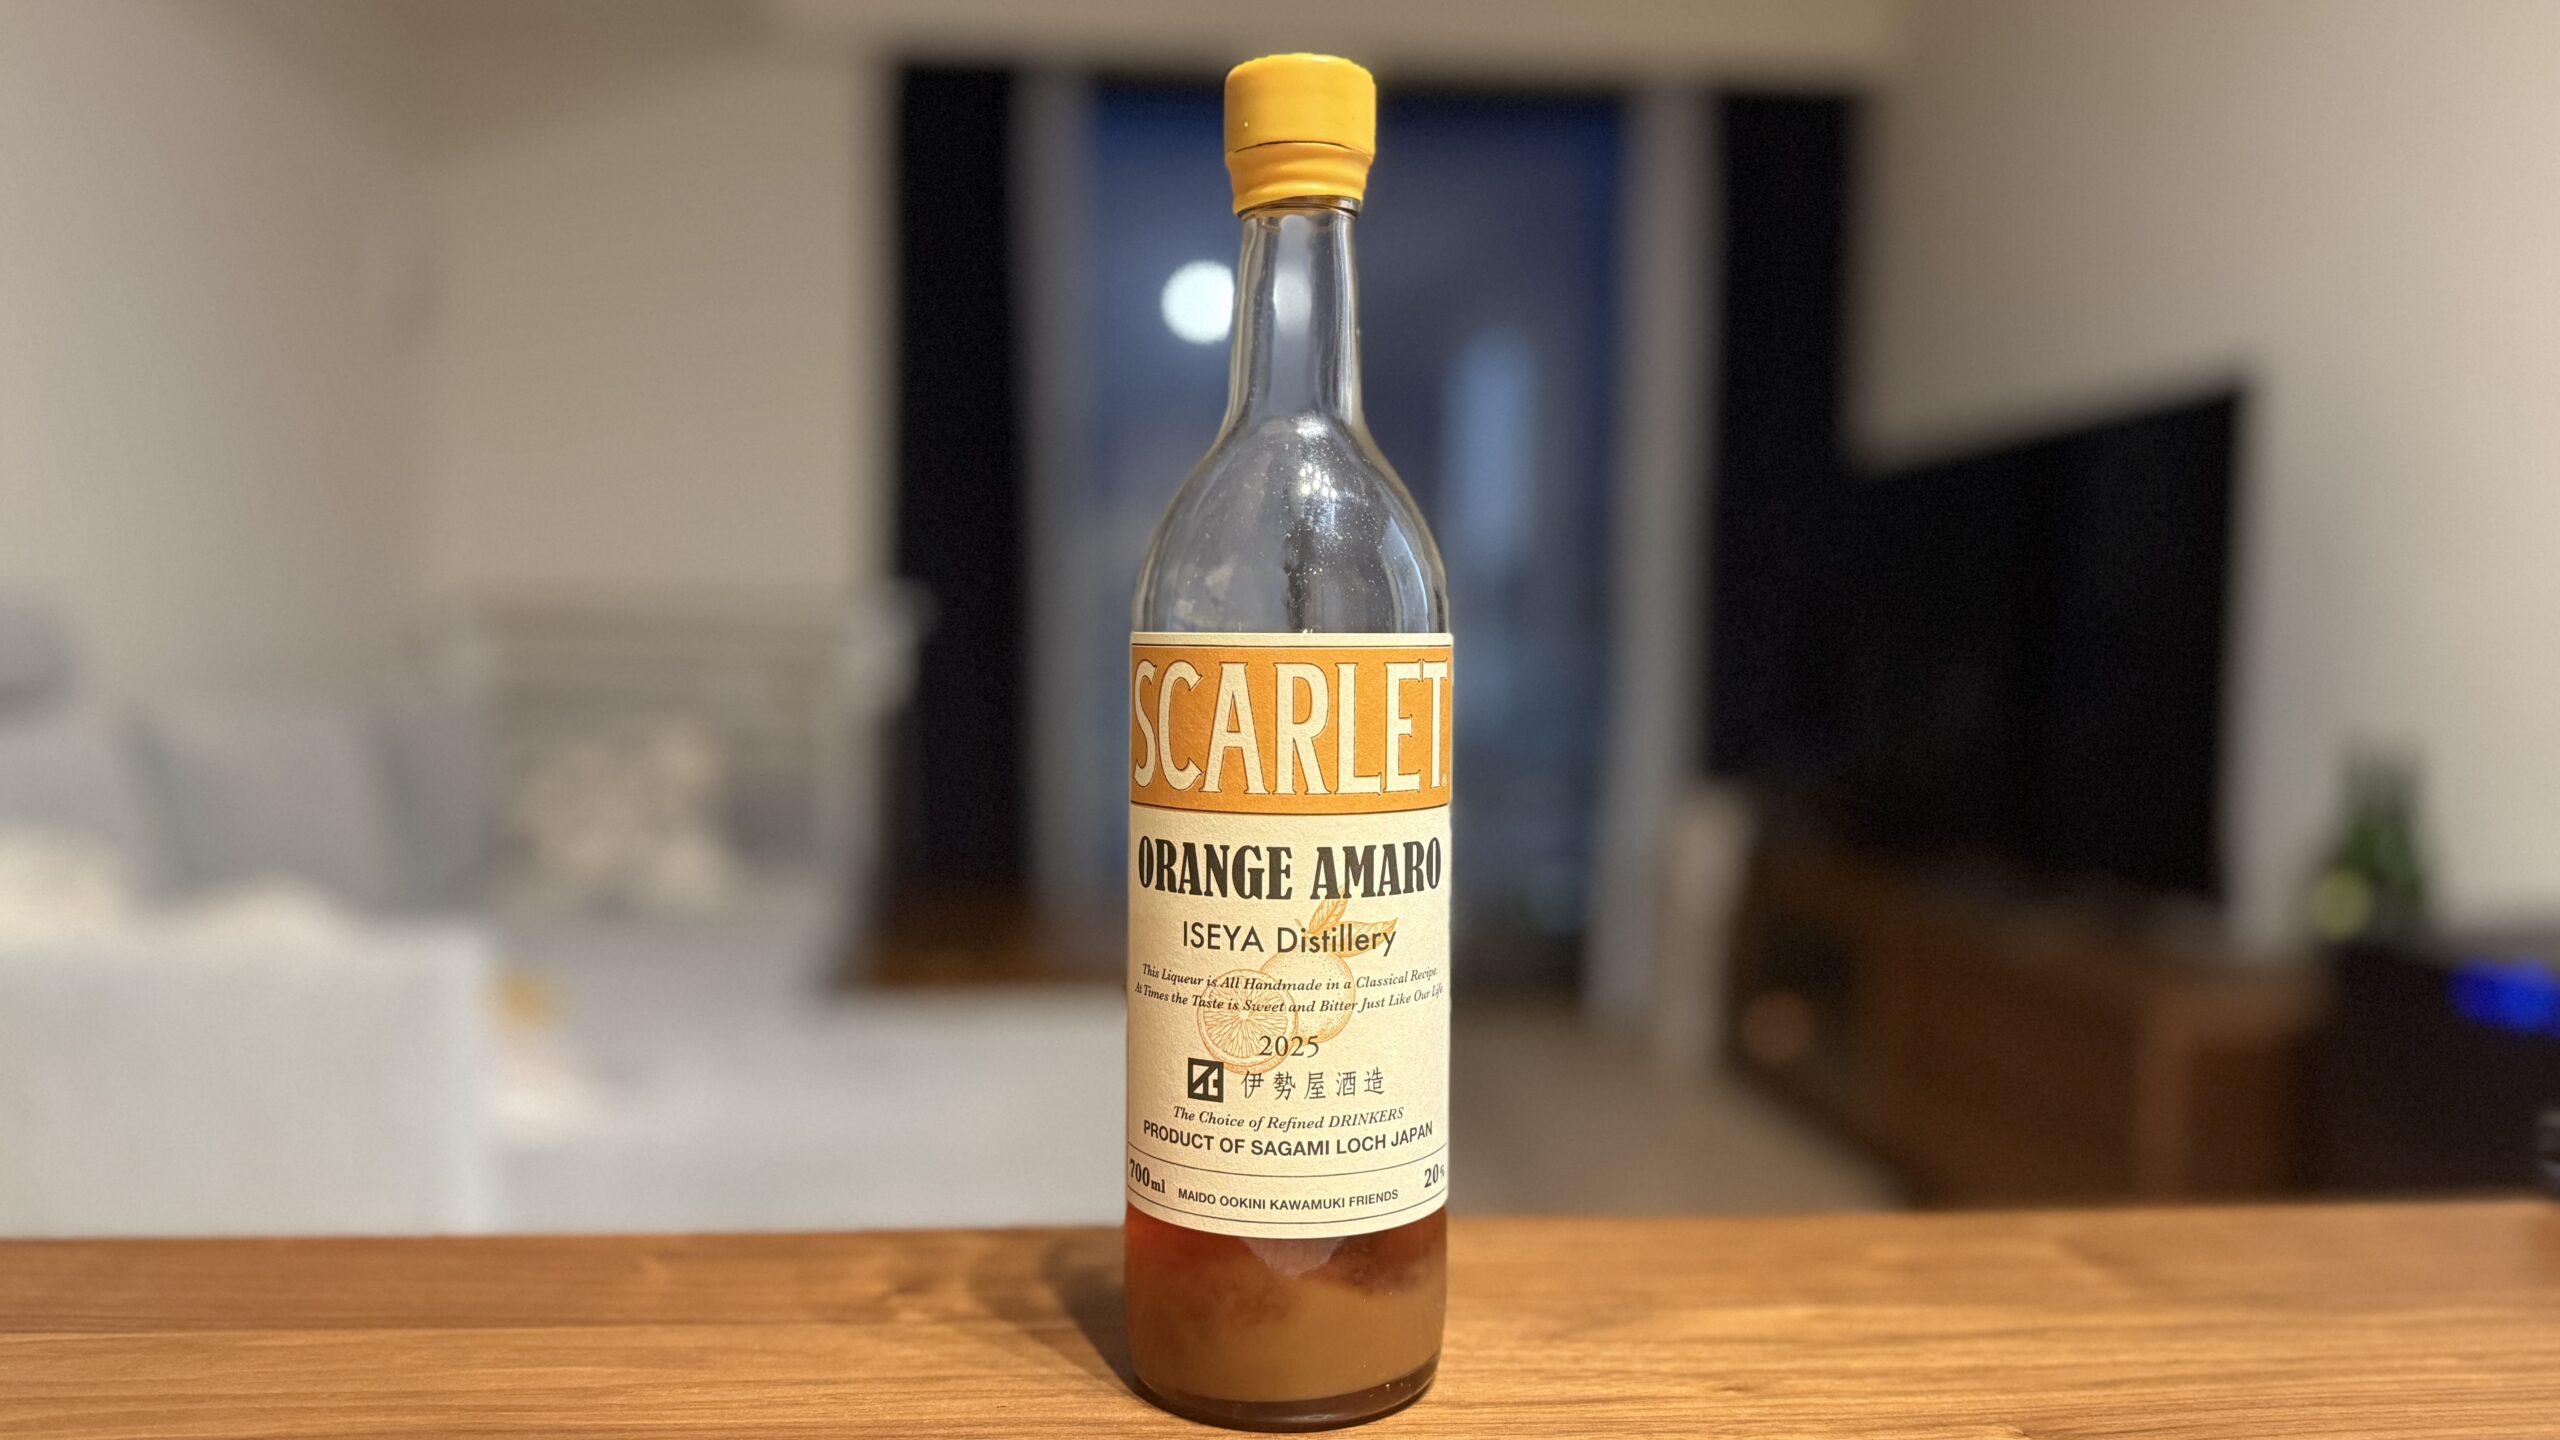 SCARLET
ORANGE AMARO
ISEYA Distillery
This Liqueur is All Handmade in a Classical Recipe.
At Times the Taste is Sweet and Bitter Just Like Our Life.
2025
伊勢屋酒造
The Choice of Refined DRINKERS
PRODUCT OF SAGAMI LOCH JAPAN
700ml 20%
MAIDO OOKINI KAWAMUKI FRIENDS